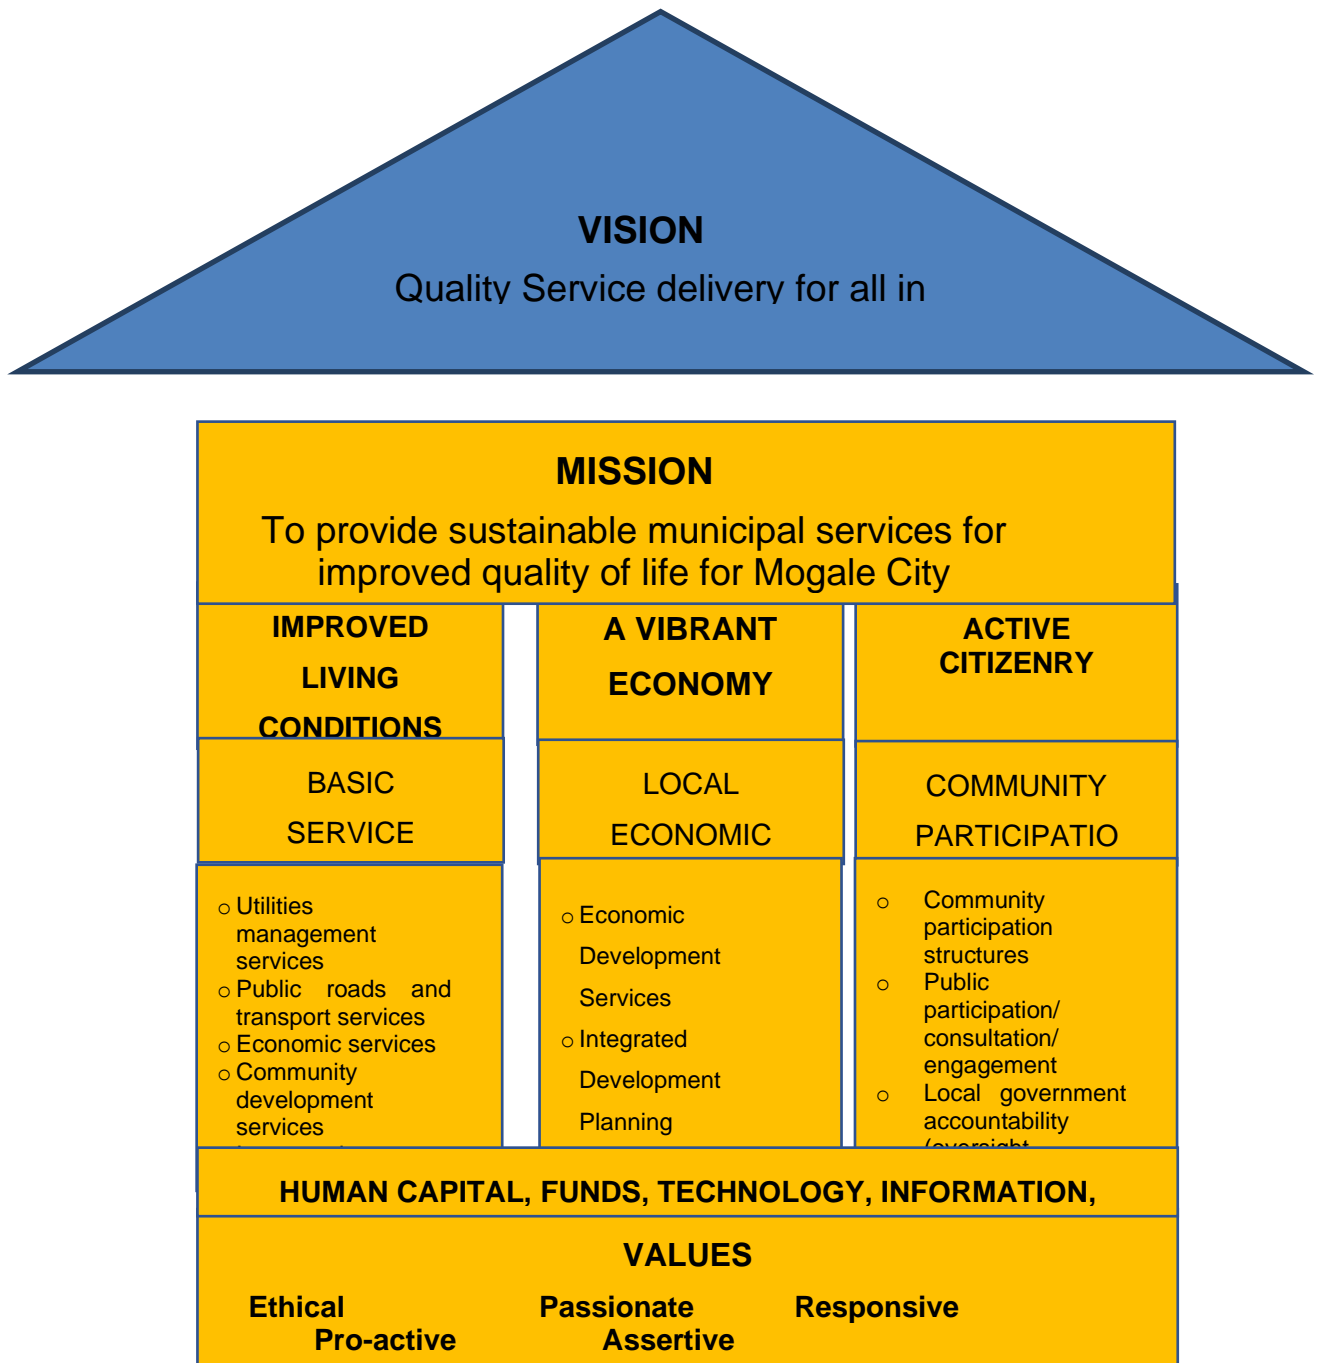 VISION
Quality Service delivery for all in
MISSION
To provide sustainable municipal services for
improved quality of life for Mogale City
IMPROVED
LIVING
CONDITIONS
BASIC
SERVICE
o Utilities
management
services
o Public roads and
transport services
o Economic services
o Community
development
services
A VIBRANT
ECONOMY
LOCAL
ECONOMIC
o Economic
Development
Services
o Integrated
Development
Planning
ACTIVE
CITIZENRY
COMMUNITY
PARTICIPATIO
o Community
participation
structures
o Public
participation/
consultation/
engagement
o Local government
accountability
(oversight
HUMAN CAPITAL, FUNDS, TECHNOLOGY, INFORMATION,
VALUES
Ethical Passionate Responsive
Pro-active Assertive